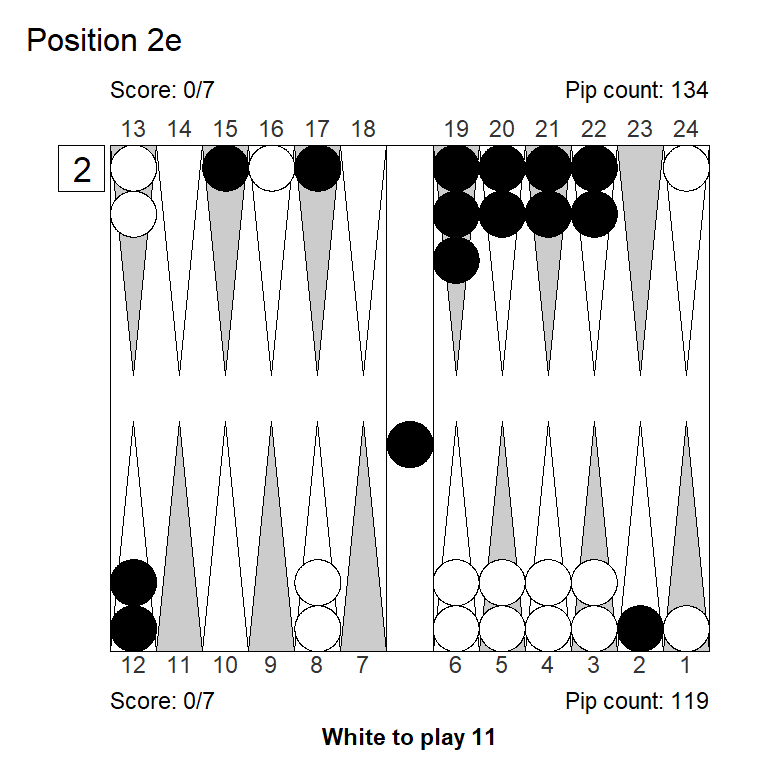 Position 2e
Score: 0/7 Pip count: 134
13 14 15 16 17 18 19 20 21 22 23 24
2
12 11 10 9 8 7 6 5 4 3 2 1
Score: 0/7 Pip count: 119
White to play 11